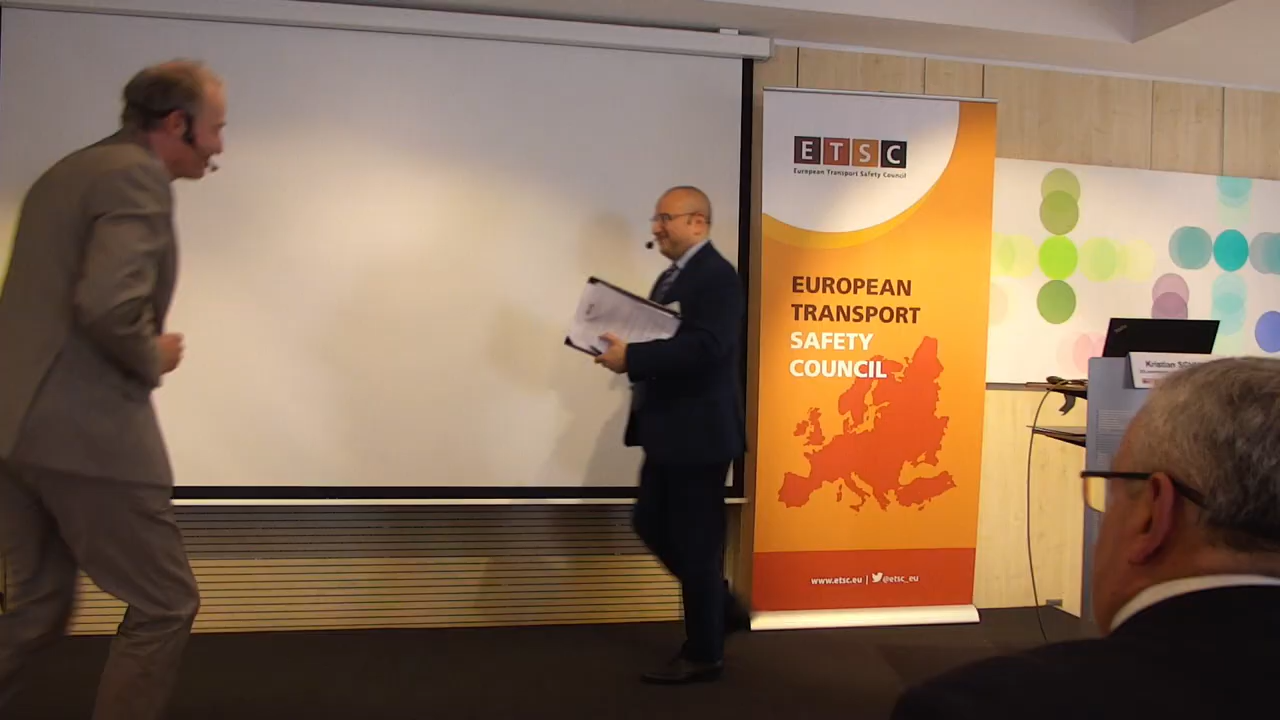 ETSC
European Transport Safety Council
EUROPEAN
TRANSPORT
SAFETY
COUNCIL
www.etsc.eu | @etsc_eu
Kristian